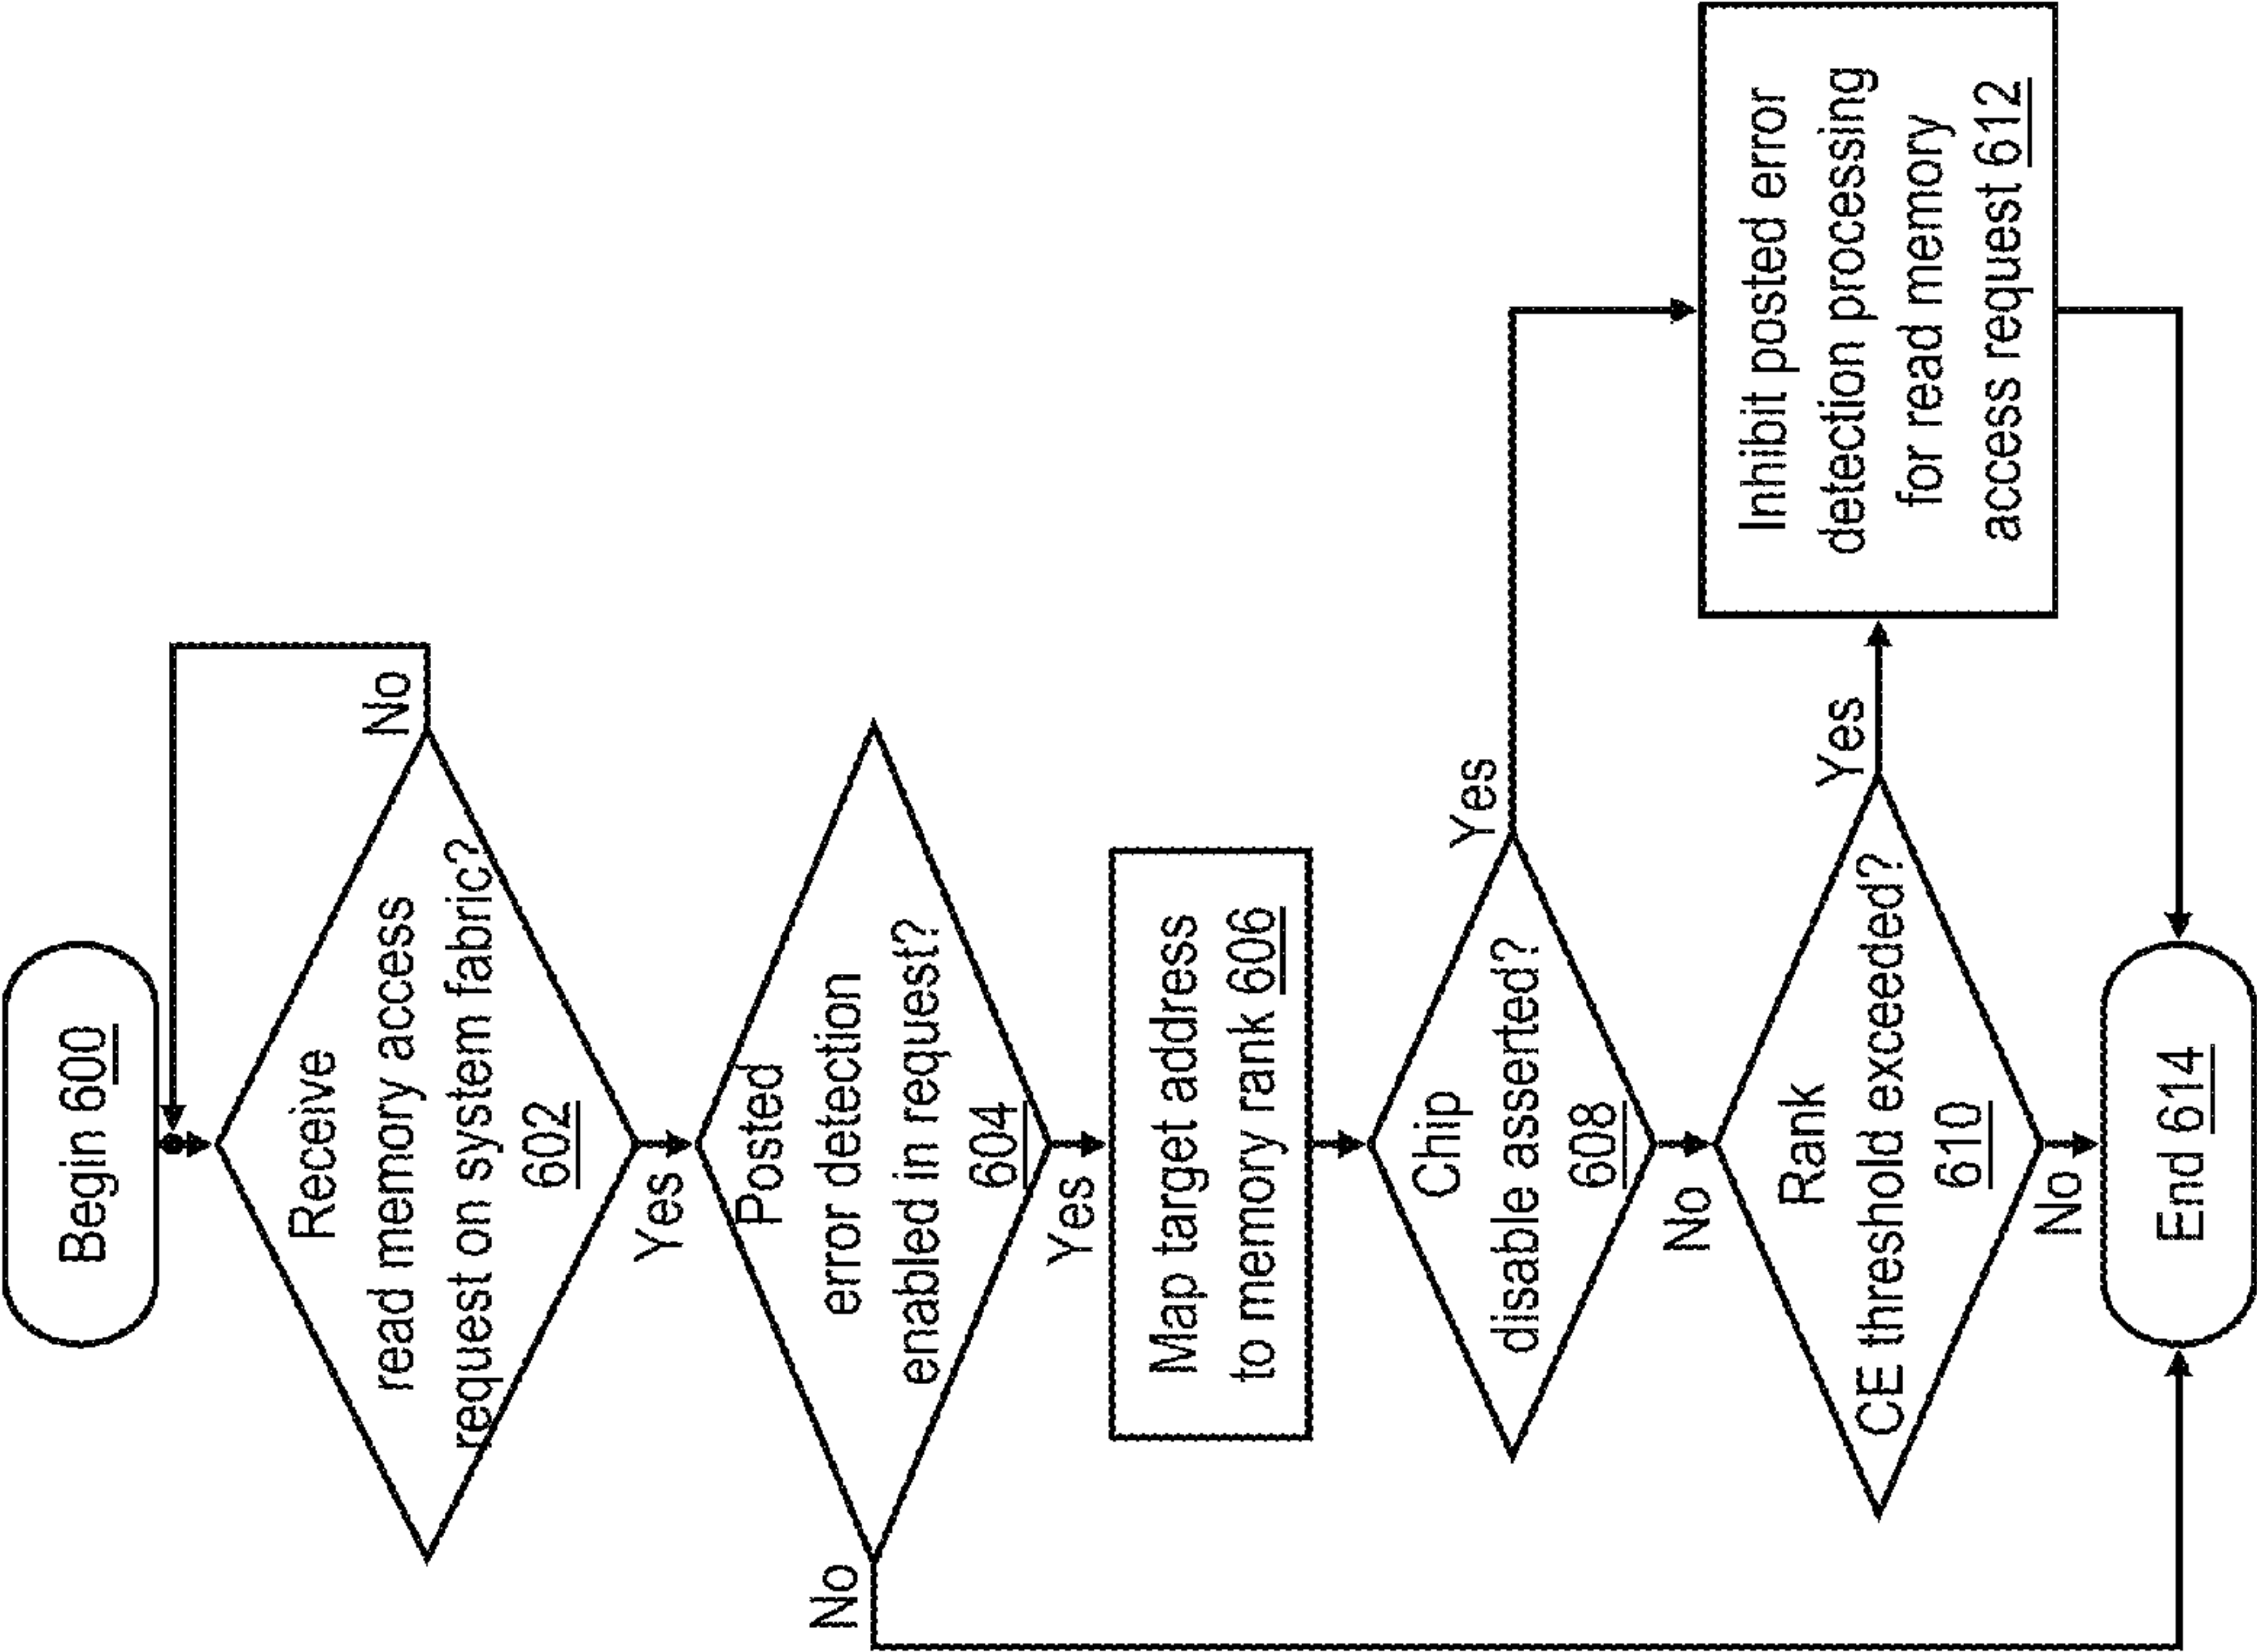 Begin 600
Receive
read memory access
request on system fabric?
602
No
Yes
Posted
error detection
enabled in request?
604
No
Yes
Map target address
to memory rank 606
Chip
disable asserted?
608
Yes
No
Rank
CE threshold exceeded?
610
Yes
No
Inhibit posted error
detection processing
for read memory
access request 612
End 614